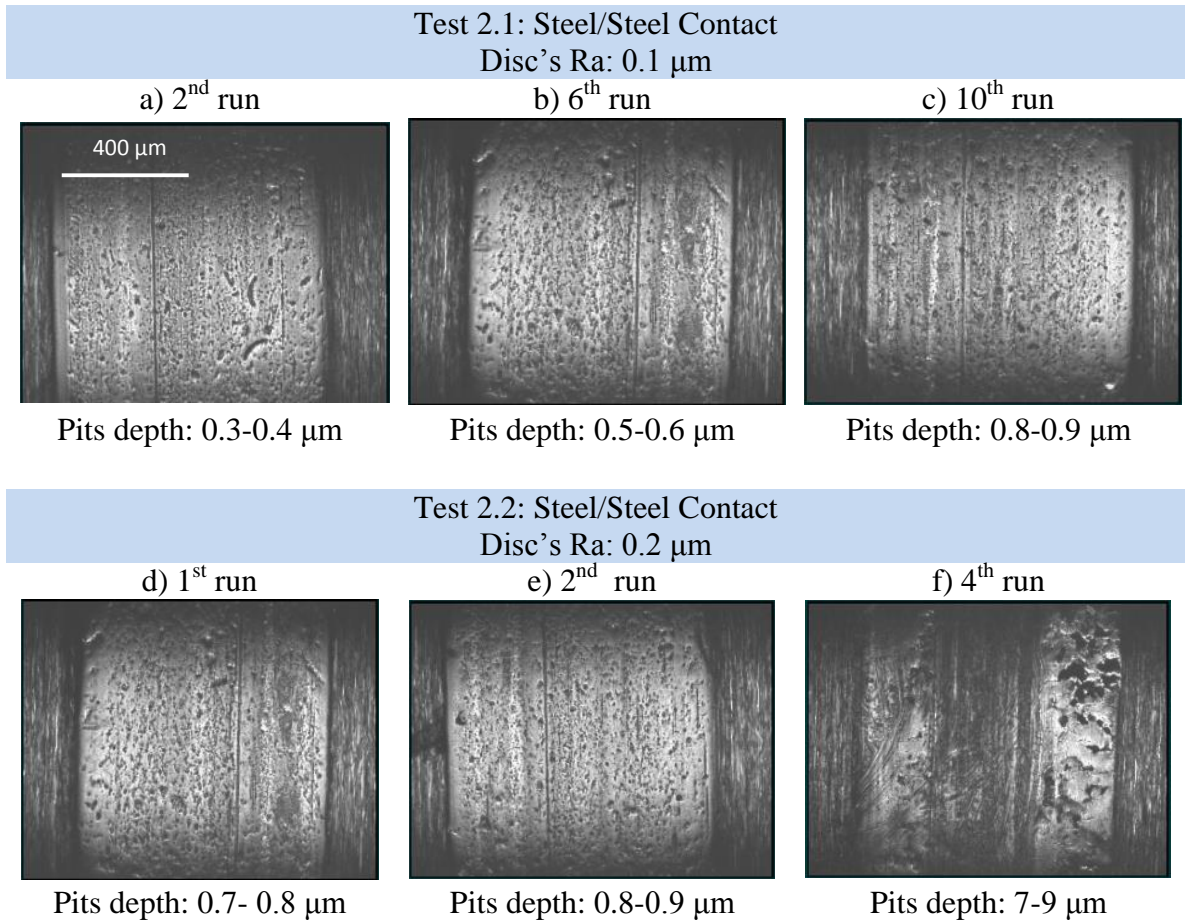 Test 2.1: Steel/Steel Contact
Disc's Ra: 0.1 μm
a) 2nd run
b) 6th run
c) 10th run
400 μm
Pits depth: 0.3-0.4 μm
Pits depth: 0.5-0.6 μm
Pits depth: 0.8-0.9 μm
Test 2.2: Steel/Steel Contact
Disc's Ra: 0.2 μm
d) 1st run
e) 2nd run
f) 4th run
Pits depth: 0.7- 0.8 μm
Pits depth: 0.8-0.9 μm
Pits depth: 7-9 μm